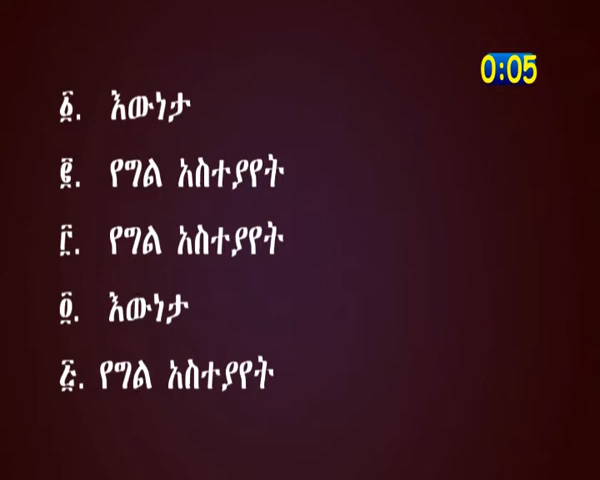 0:05
፩. እውነታ
፪. የግል አስተያየት
፫. የግል አስተያየት
፬. እውነታ
፭. የግል አስተያየት